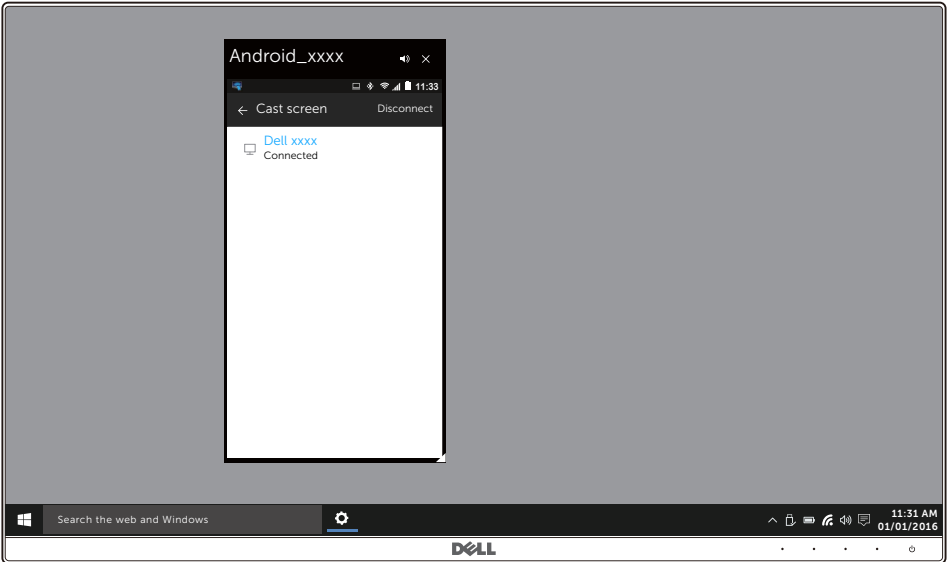 Android_xxxx
11:33
Cast screen Disconnect
Dell xxxx
Connected
Search the web and Windows
11:31 AM
01/01/2016
DELL